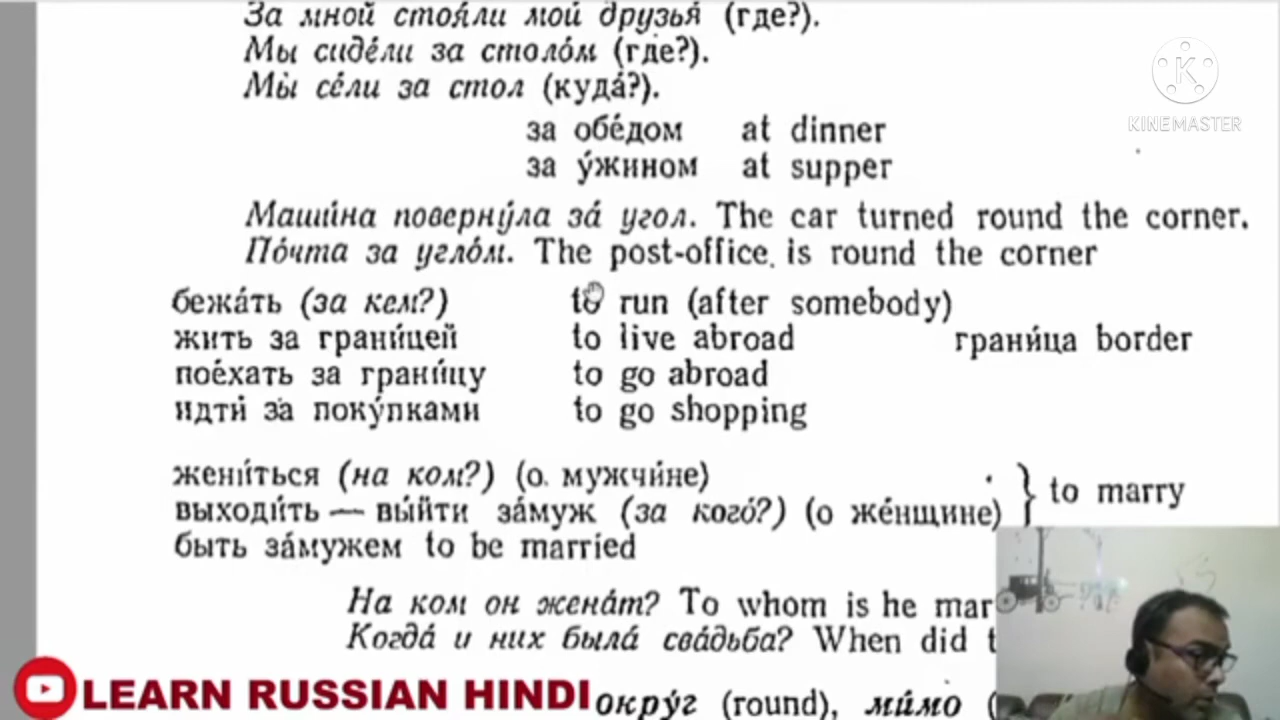 За мной стоя́ли мой друзья́ (где?).
Мы сиде́ли за столо́м (где?).
Мы се́ли за стол (куда́?).
KINEMASTER
за обе́дом at dinner
за у́жином at supper
Маши́на поверну́ла за́ угол. The car turned round the corner.
По́чта за угло́м. The post-office is round the corner
бежа́ть (за кем?) to run (after somebody)
жить за грани́цей to live abroad грани́ца border
пое́хать за грани́цу to go abroad
идти́ за поку́пками to go shopping
жени́ться (на ком?) (о мужчи́не)
выходи́ть — вы́йти за́муж (за кого́?) (о же́нщине) } to marry
быть за́мужем to be married
На ком он жена́т? To whom is he mar
Когда́ и них была́ сва́дьба? When did t
LEARN RUSSIAN HINDI
окру́г (round), ми́мо (